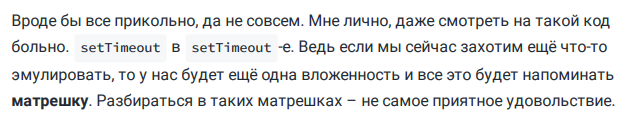 Вроде бы все прикольно, да не совсем. Мне лично, даже смотреть на такой код
больно. setTimeout в setTimeout -е. Ведь если мы сейчас захотим ещё что-то
эмулировать, то у нас будет ещё одна вложенность и все это будет напоминать
матрешку. Разбираться в таких матрешках – не самое приятное удовольствие.